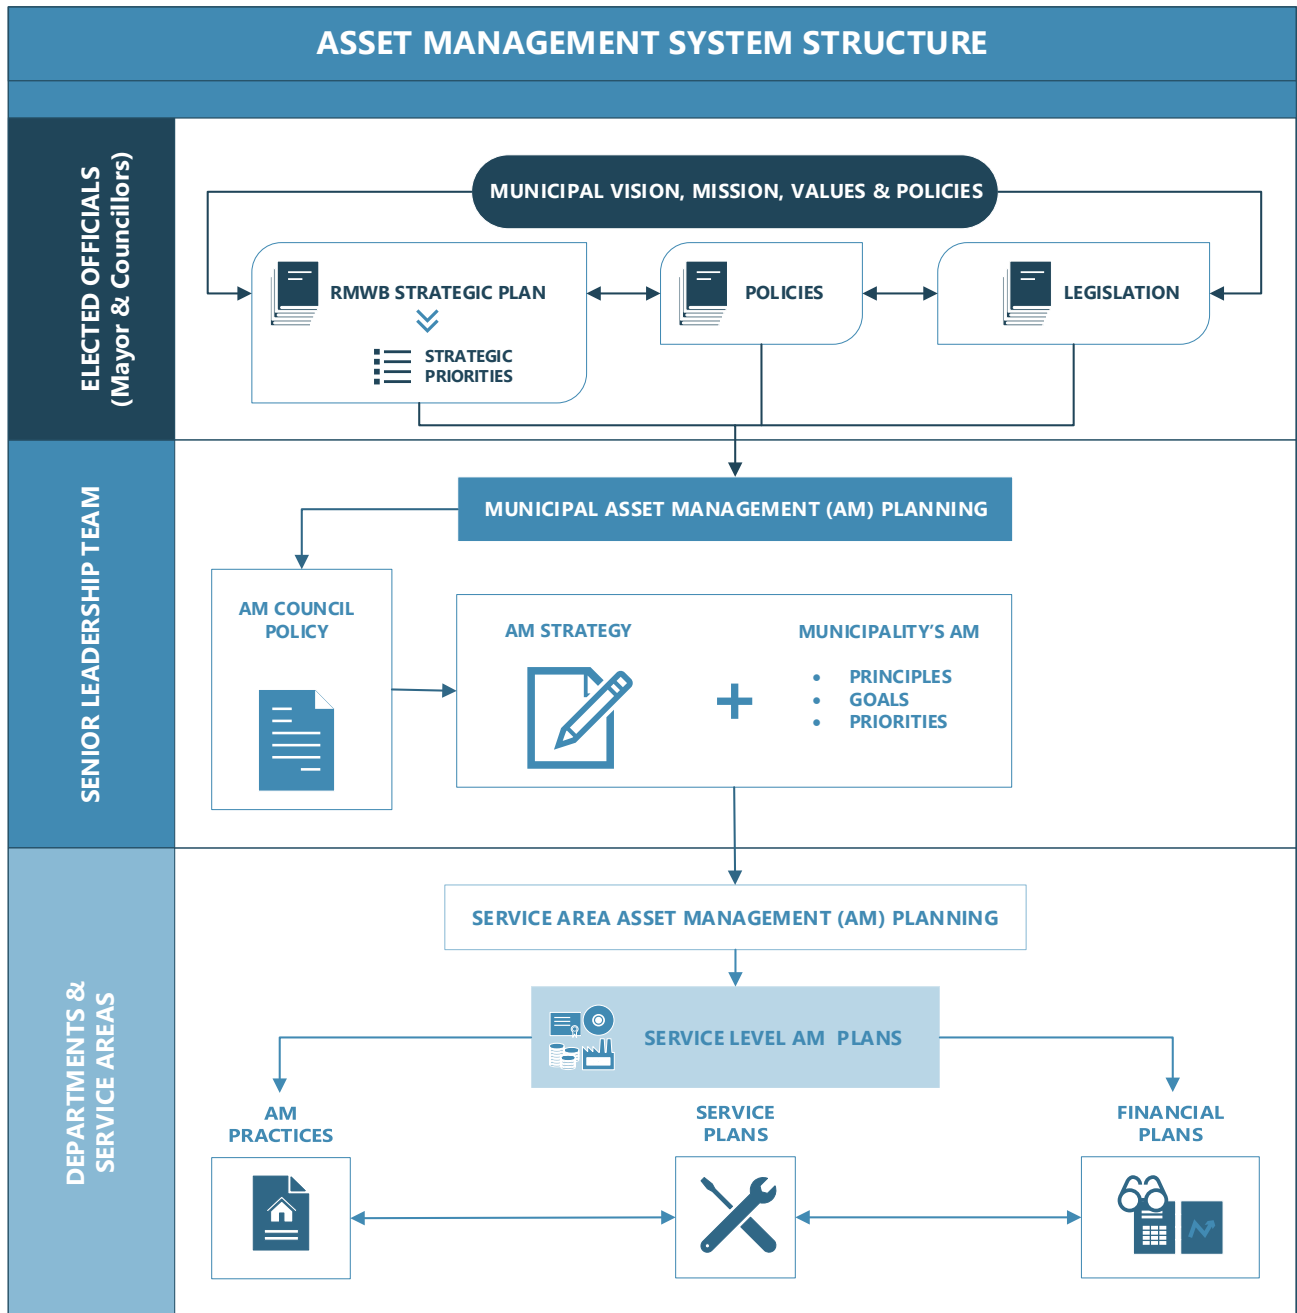 ASSET MANAGEMENT SYSTEM STRUCTURE
ELECTED OFFICIALS
(Mayor & Councillors)
MUNICIPAL VISION, MISSION, VALUES & POLICIES
RMWB STRATEGIC PLAN
STRATEGIC
PRIORITIES
POLICIES
LEGISLATION
SENIOR LEADERSHIP TEAM
MUNICIPAL ASSET MANAGEMENT (AM) PLANNING
AM COUNCIL
POLICY
AM STRATEGY
MUNICIPALITY'S AM
• PRINCIPLES
• GOALS
• PRIORITIES
DEPARTMENTS &
SERVICE AREAS
SERVICE AREA ASSET MANAGEMENT (AM) PLANNING
SERVICE LEVEL AM PLANS
AM
PRACTICES
SERVICE
PLANS
FINANCIAL
PLANS